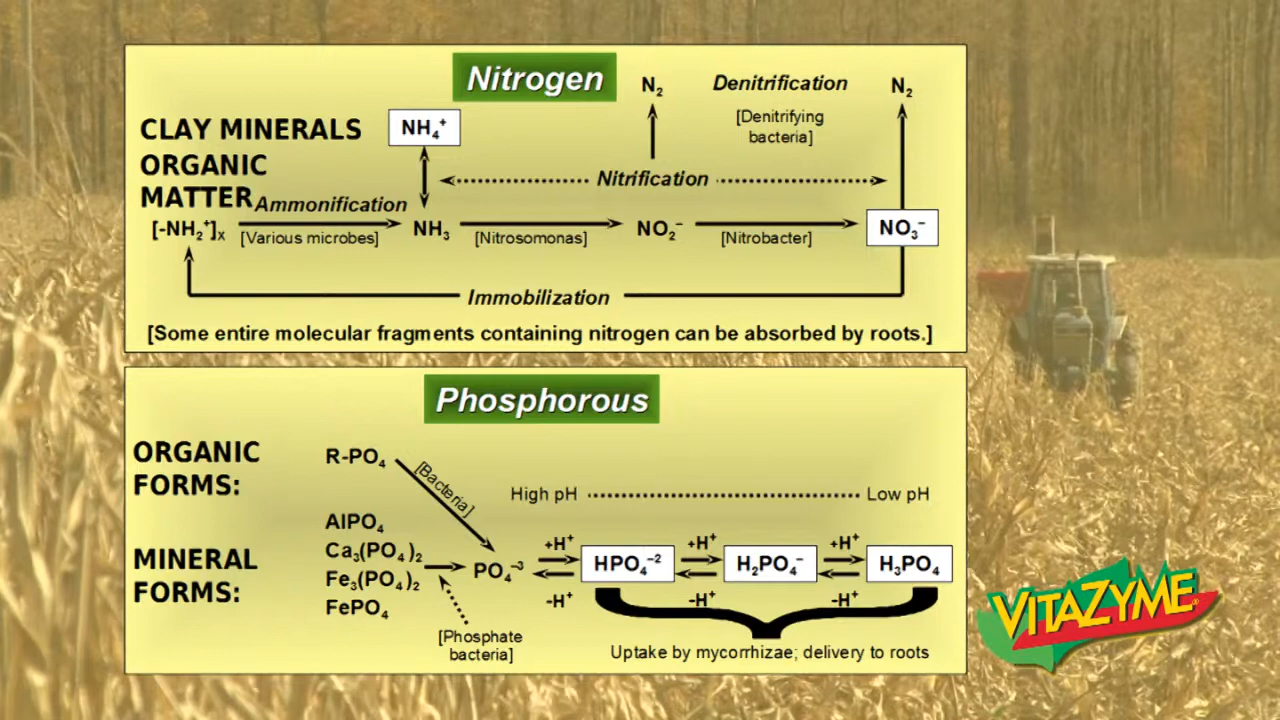 Nitrogen
N₂
Denitrification
N₂
[Denitrifying
bacteria]
CLAY MINERALS
NH₄⁺
ORGANIC
MATTER
Nitrification
Ammonification
[-NH₂⁺]ₓ
[Various microbes]
NH₃
[Nitrosomonas]
NO₂⁻
[Nitrobacter]
NO₃⁻
Immobilization
[Some entire molecular fragments containing nitrogen can be absorbed by roots.]
Phosphorous
ORGANIC
FORMS:
R-PO₄
[Bacteria]
High pH
Low pH
MINERAL
FORMS:
AlPO₄
Ca₃(PO₄)₂
Fe₃(PO₄)₂
FePO₄
PO₄⁻³
+H⁺
-H⁺
HPO₄⁻²
+H⁺
-H⁺
H₂PO₄⁻
+H⁺
-H⁺
H₃PO₄
[Phosphate
bacteria]
Uptake by mycorrhizae; delivery to roots
VITAZYME®